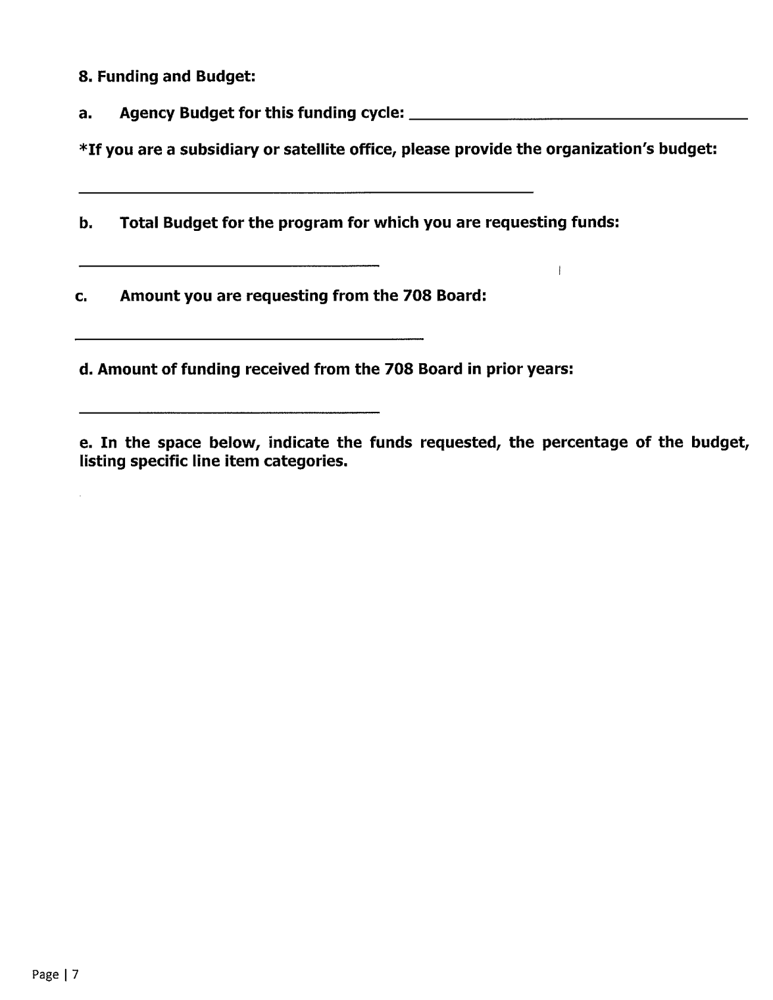 8. Funding and Budget:
a. Agency Budget for this funding cycle:
*If you are a subsidiary or satellite office, please provide the organization's budget:
b. Total Budget for the program for which you are requesting funds:
c. Amount you are requesting from the 708 Board:
d. Amount of funding received from the 708 Board in prior years:
e. In the space below, indicate the funds requested, the percentage of the budget,
listing specific line item categories.
Page | 7